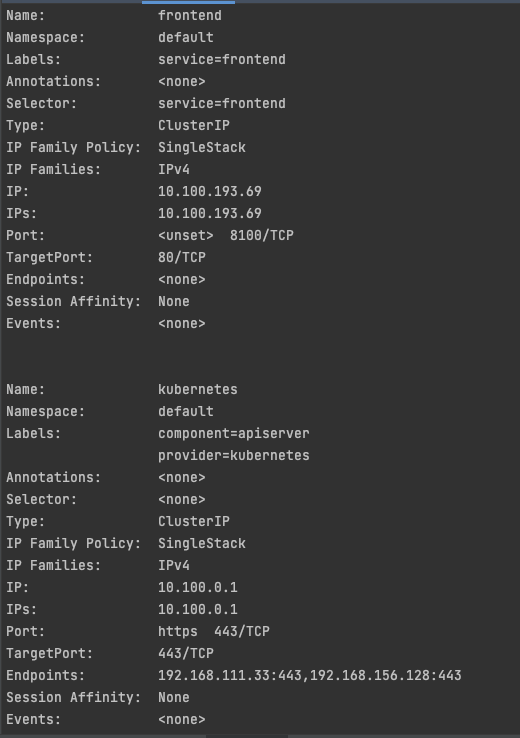 Name: frontend
Namespace: default
Labels: service=frontend
Annotations: <none>
Selector: service=frontend
Type: ClusterIP
IP Family Policy: SingleStack
IP Families: IPv4
IP: 10.100.193.69
IPs: 10.100.193.69
Port: <unset> 8100/TCP
TargetPort: 80/TCP
Endpoints: <none>
Session Affinity: None
Events: <none>
Name: kubernetes
Namespace: default
Labels: component=apiserver
provider=kubernetes
Annotations: <none>
Selector: <none>
Type: ClusterIP
IP Family Policy: SingleStack
IP Families: IPv4
IP: 10.100.0.1
IPs: 10.100.0.1
Port: https 443/TCP
TargetPort: 443/TCP
Endpoints: 192.168.111.33:443,192.168.156.128:443
Session Affinity: None
Events: <none>